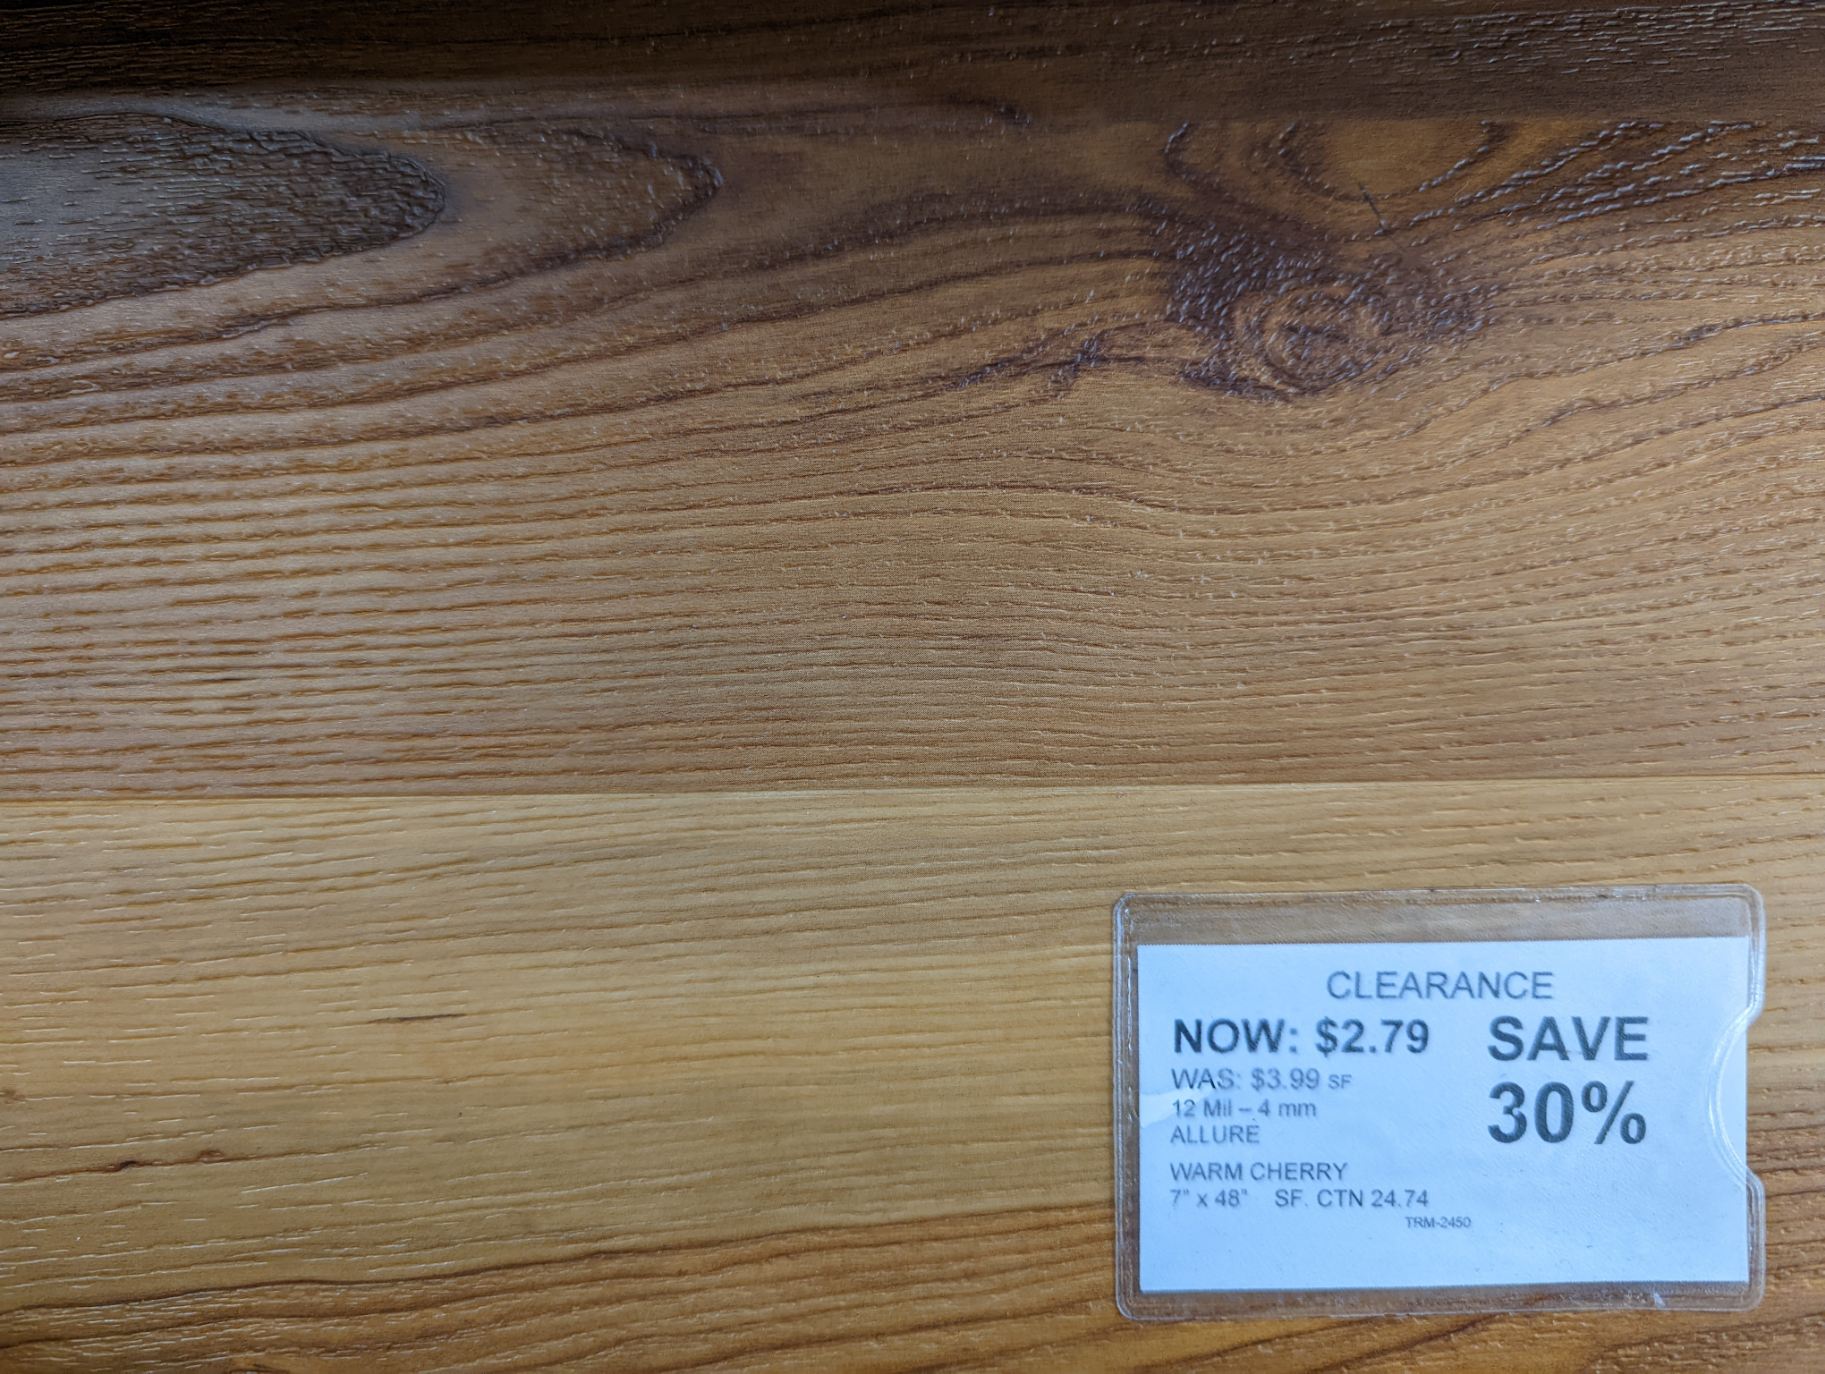 CLEARANCE
NOW: $2.79 SAVE
WAS: $3.99 SF 30%
12 Mil – 4 mm
ALLURE
WARM CHERRY
7" x 48" SF. CTN 24.74
TRM-2450